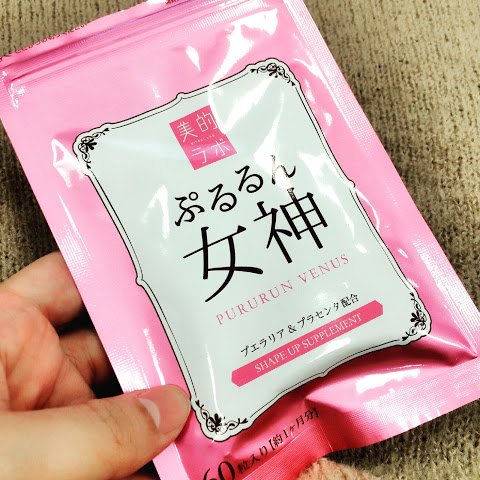 美的
ラボ
ぷるるん
女神
PURURUN VENUS
プエラリア&プラセンタ配合
SHAPE UP SUPPLEMENT
60粒入り【約1ヶ月分】